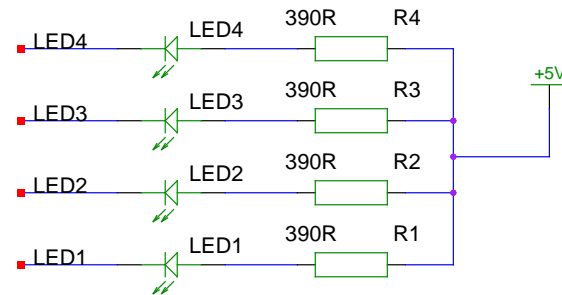 LED4 LED4 390R R4
+5V
LED3 LED3 390R R3
LED2 LED2 390R R2
LED1 LED1 390R R1